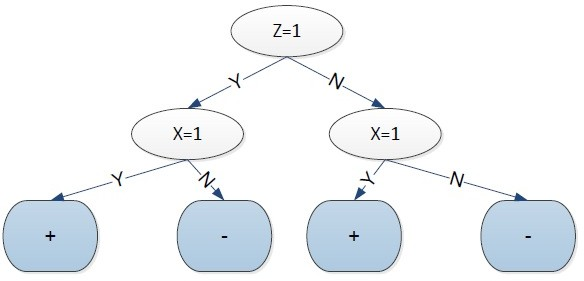 Z=1
Y N
X=1 X=1
Y N Y N
+ - + -